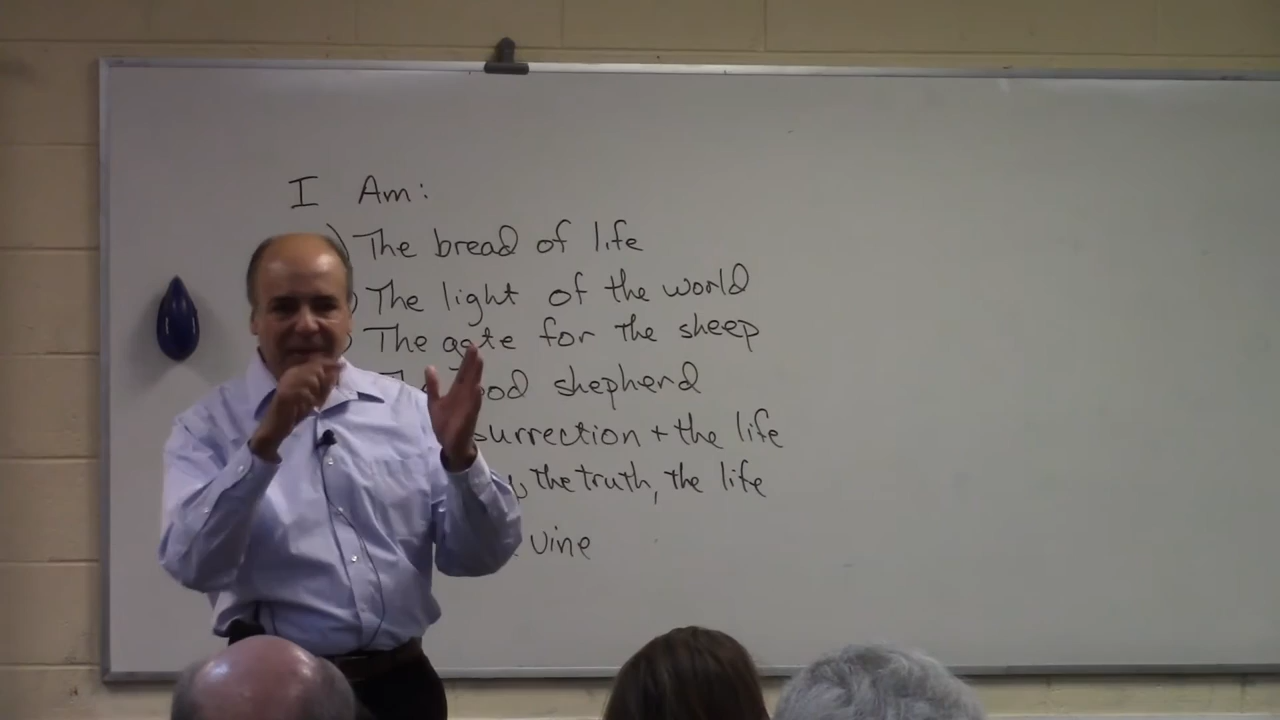 I Am:
) The bread of life
) The light of the world
) The gate for the sheep
shepherd
surrection + the life
the truth, the life
vine